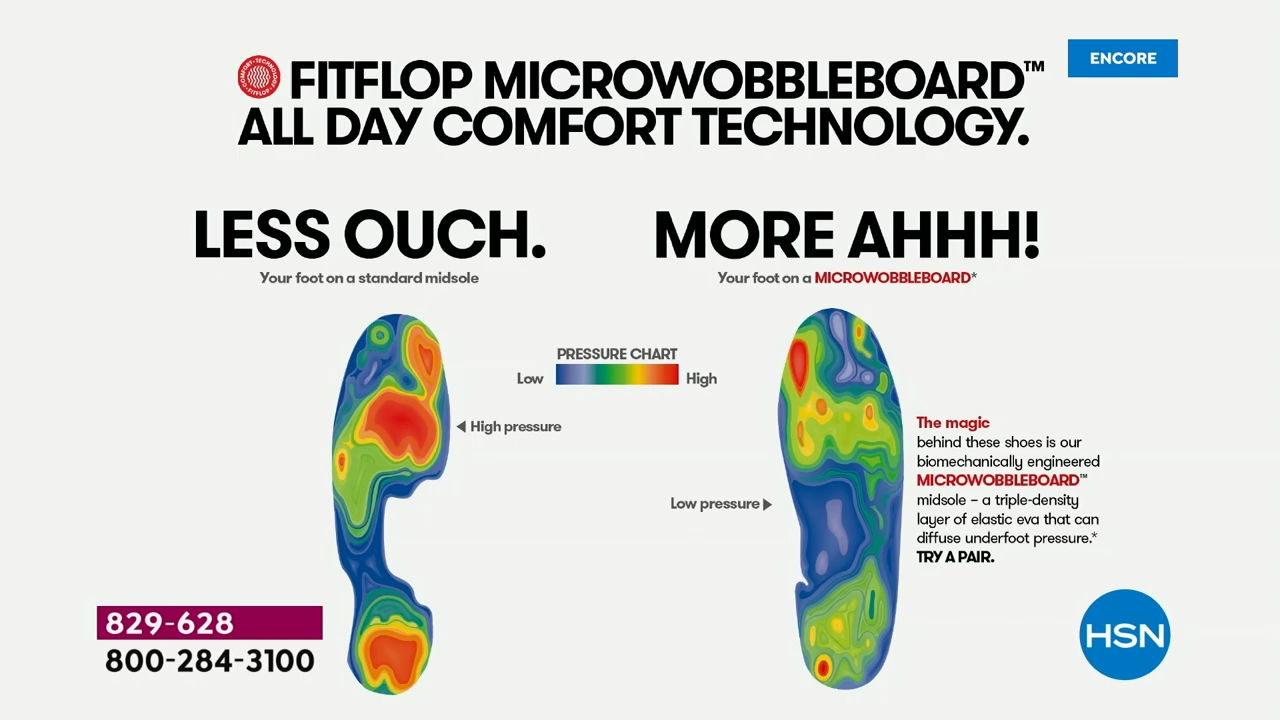 ENCORE
FITFLOP MICROWOBBLEBOARD™
ALL DAY COMFORT TECHNOLOGY.
LESS OUCH.
Your foot on a standard midsole
MORE AHHH!
Your foot on a MICROWOBBLEBOARD*
PRESSURE CHART
Low
High
High pressure
Low pressure
The magic
behind these shoes is our
biomechanically engineered
MICROWOBBLEBOARD™
midsole – a triple-density
layer of elastic eva that can
diffuse underfoot pressure.*
TRY A PAIR.
829-628
800-284-3100
HSN